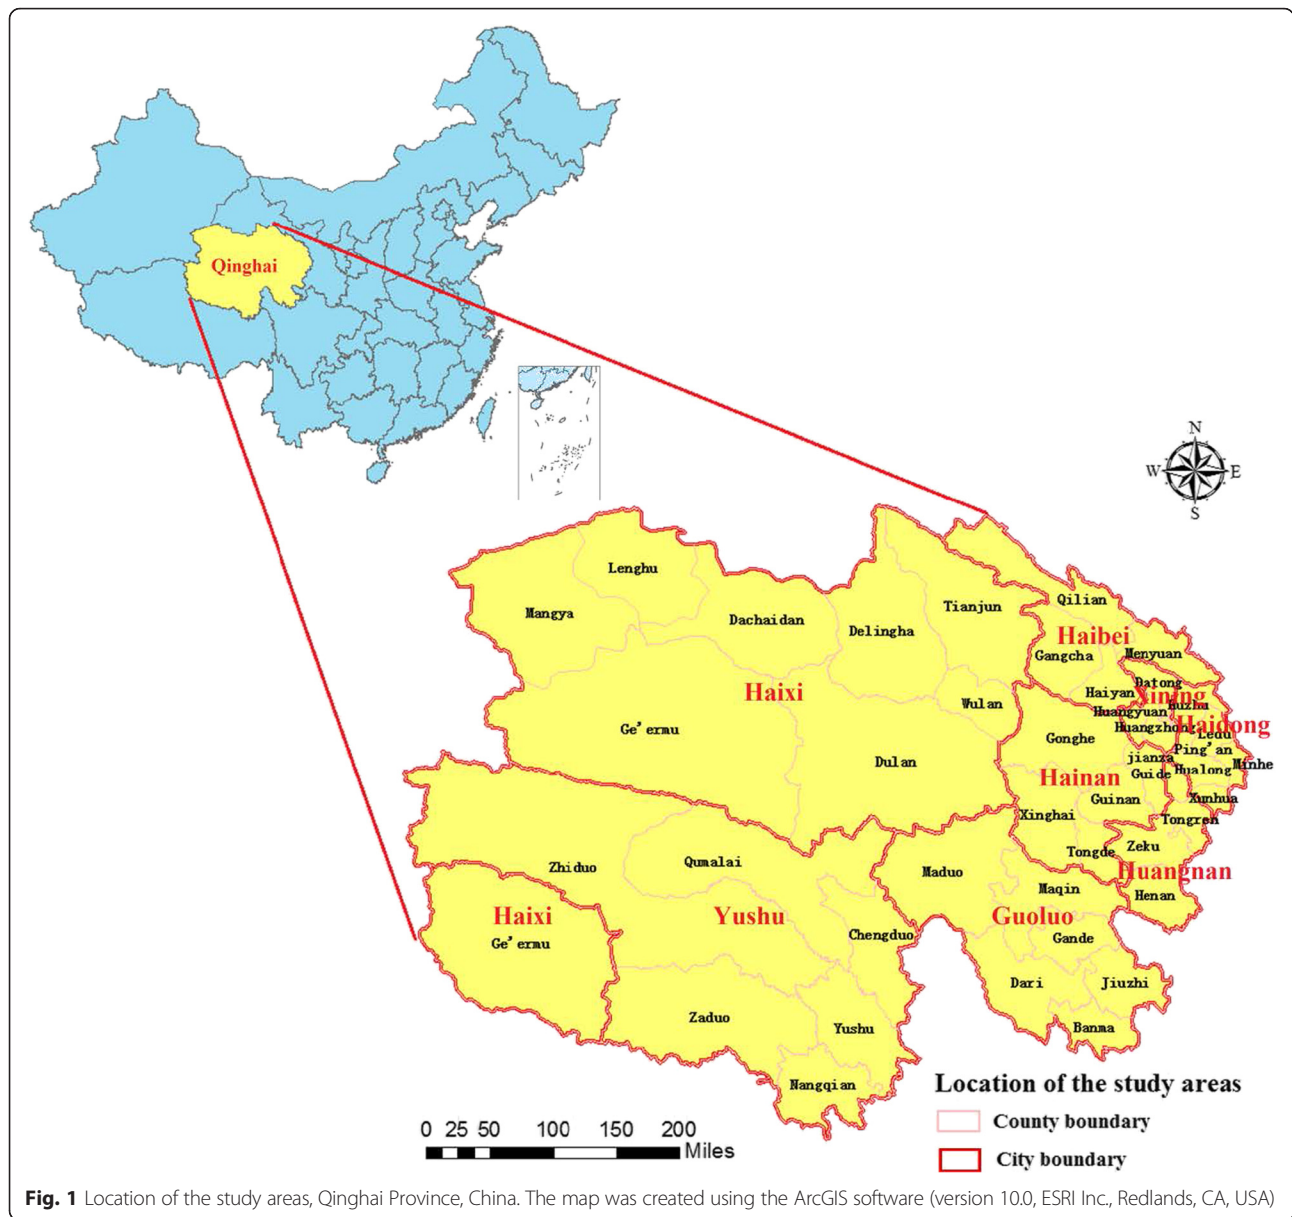 Qinghai
N
W E
S
Lenghu
Mangya
Dachaidan
Delingha
Tianjun
Qilian
Haibei
Gangcha
Menyuan
Datong
Haiyan
Xining
Huzhu
Huangyuan
Haixi
Wulan
Huangzhong
Haidong
Ledu
Ge'ermu
Gonghe
Ping'an
jianza
Minhe
Dulan
Guide
Hualong
Hainan
Guinan
Xunhua
Xinghai
Tongren
Zeku
Tongde
Qumalai
Zhiduo
Maduo
Huangnan
Maqin
Henan
Haixi
Yushu
Guoluo
Ge'ermu
Chengduo
Gande
Dari
Jiuzhi
Zaduo
Yushu
Banma
Nangqian
Location of the study areas
County boundary
City boundary
0 25 50 100 150 200
Miles
Fig. 1 Location of the study areas, Qinghai Province, China. The map was created using the ArcGIS software (version 10.0, ESRI Inc., Redlands, CA, USA)